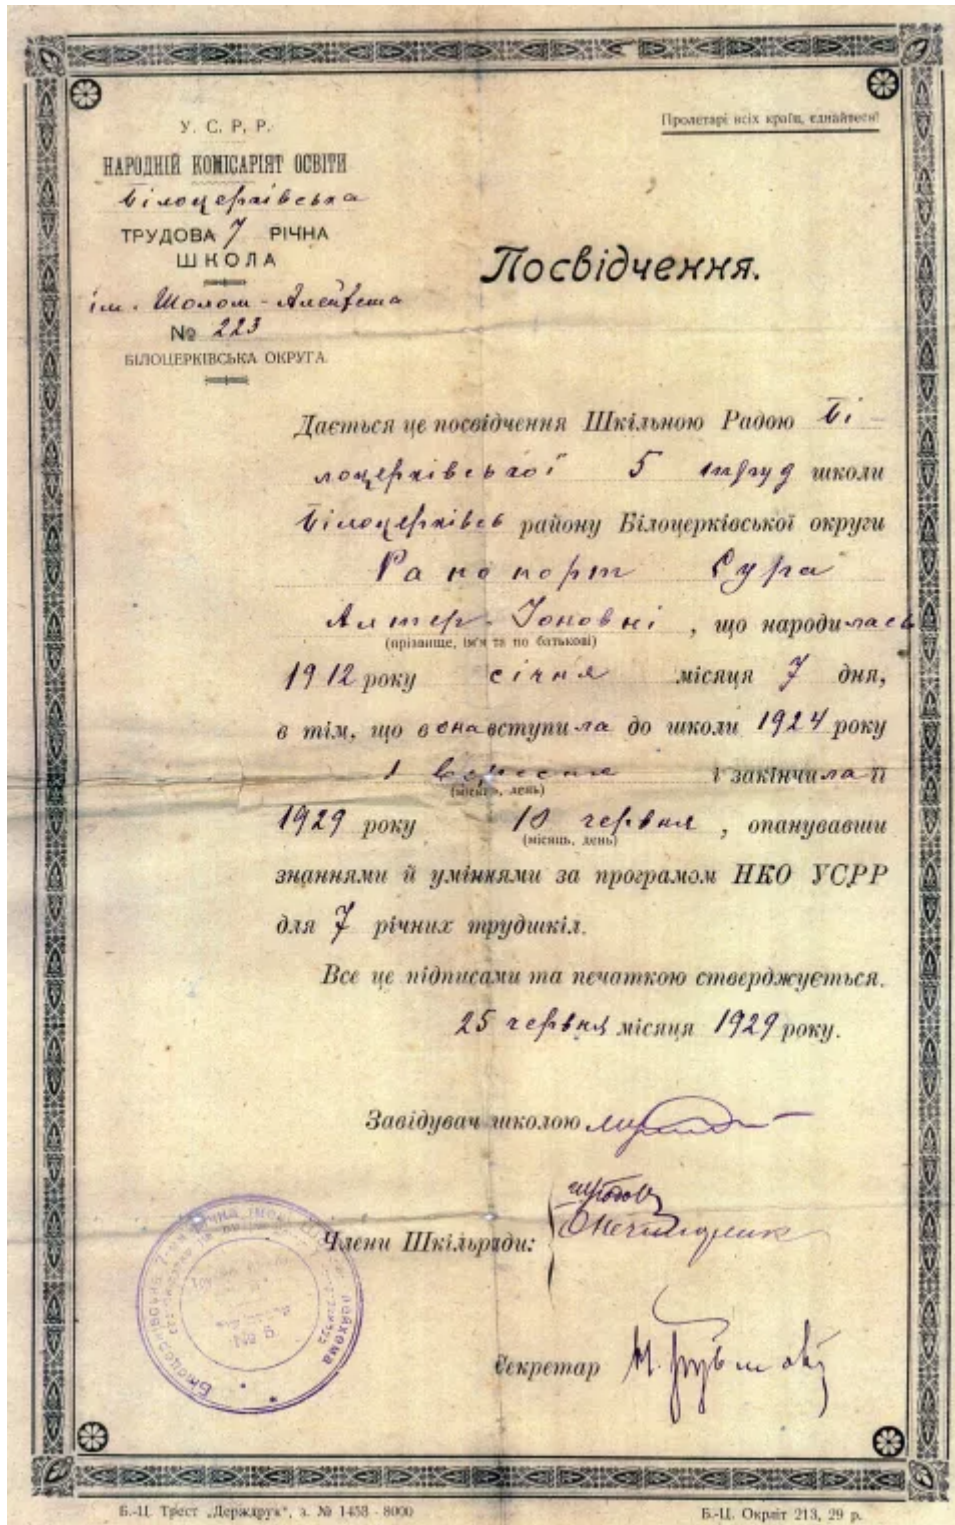 У. С. Р. Р.
НАРОДНІЙ КОМІСАРІЯТ ОСВІТИ
Білоцерківська
ТРУДОВА 7 РІЧНА
ШКОЛА
ім. Шолом-Алейхема
№ 223
БІЛОЦЕРКІВСЬКА ОКРУГА
Пролетарі всіх країн, єднайтеся!
Посвідчення.
Дається це посвідчення Шкільною Радою Бі-
лоцерківської 5 труд школи
Білоцерківсь району Білоцерківської округи
Рапопорт Сура
Алтер-Іоновні, що народилась
(прізвище, ім'я та по батькові)
1912 року січня місяця 7 дня,
в тім, що вона вступила до школи 1924 року
1 вересня і закінчила її
(місяць, день)
1929 року 10 червня, опанувавши
(місяць, день)
знаннями й уміннями за програмом НКО УСРР
для 7 річних трудшкіл.
Все це підписами та печаткою стверджується.
25 червня місяця 1929 року.
Завідувач школою
Члени Шкільради:
Секретар
№ 5
Б.-Ц. Трест „Держдрук“, з. № 1458 - 8000
Б.-Ц. Окрліт 213, 29 р.